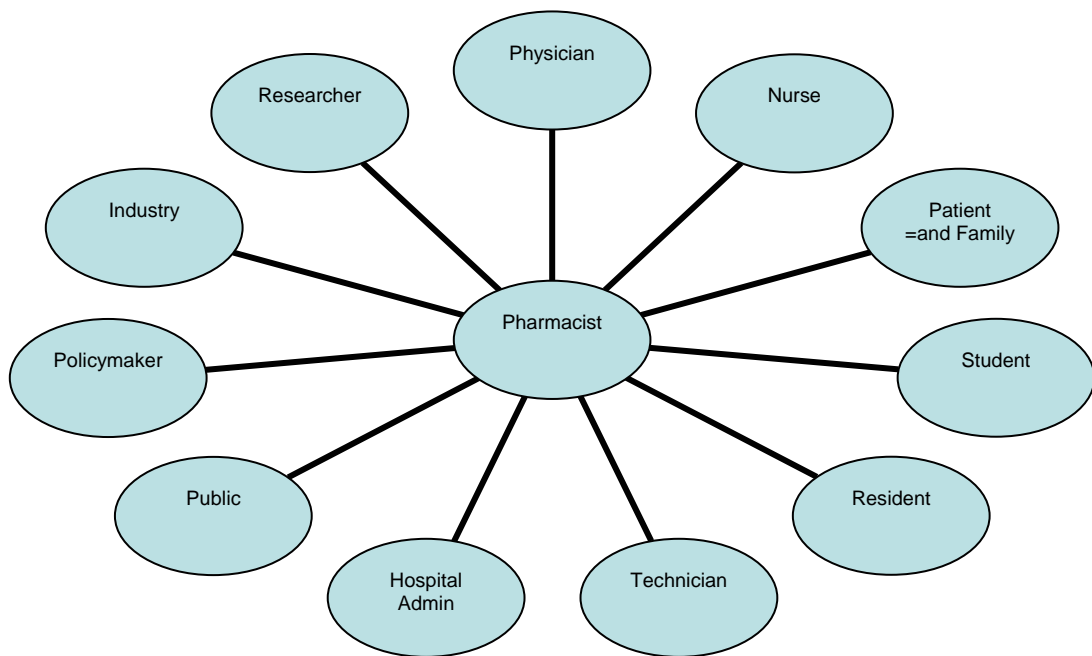 Physician
Researcher
Nurse
Industry
Patient
=and Family
Pharmacist
Policymaker
Student
Public
Resident
Hospital
Admin
Technician